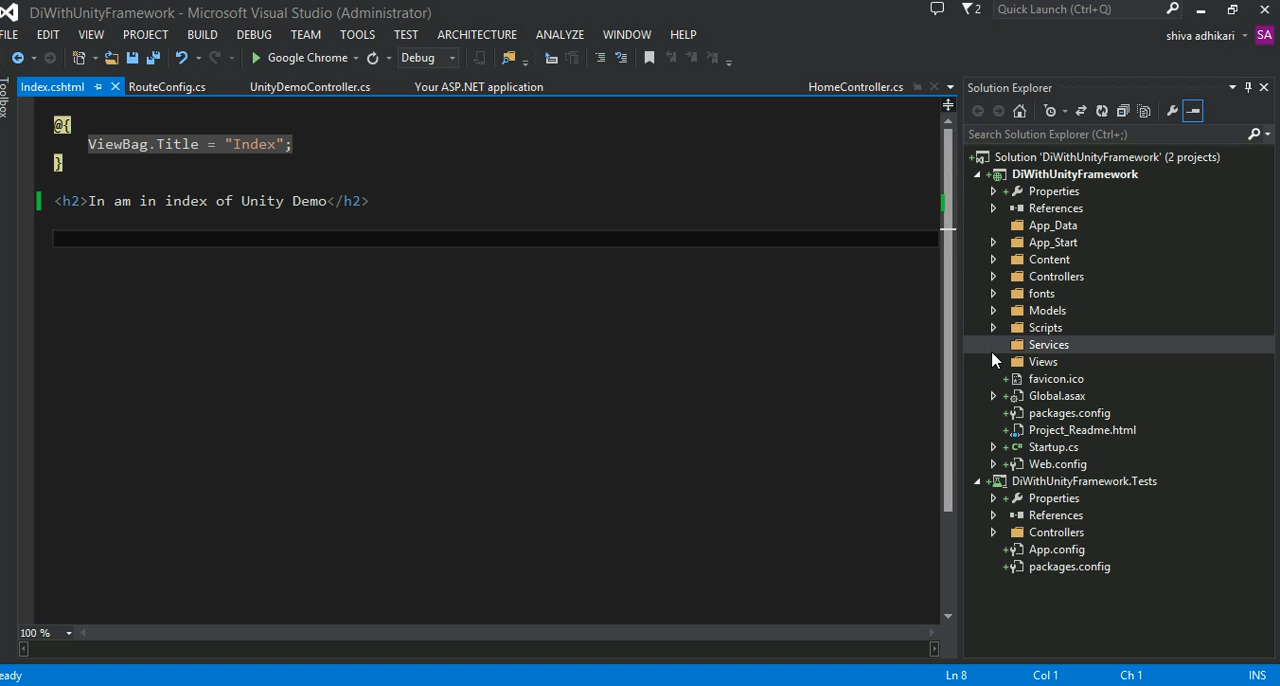 DiWithUnityFramework - Microsoft Visual Studio (Administrator)
2
Quick Launch (Ctrl+Q)
FILE EDIT VIEW PROJECT BUILD DEBUG TEAM TOOLS TEST ARCHITECTURE ANALYZE WINDOW HELP
shiva adhikari
SA
Google Chrome
Debug
Toolbox
Index.cshtml
RouteConfig.cs
UnityDemoController.cs
Your ASP.NET application
HomeController.cs
@{
ViewBag.Title = "Index";
}
<h2>In am in index of Unity Demo</h2>
100 %
Solution Explorer
Search Solution Explorer (Ctrl+;)
Solution 'DiWithUnityFramework' (2 projects)
DiWithUnityFramework
Properties
References
App_Data
App_Start
Content
Controllers
fonts
Models
Scripts
Services
Views
favicon.ico
Global.asax
packages.config
Project_Readme.html
C# Startup.cs
Web.config
DiWithUnityFramework.Tests
Properties
References
Controllers
App.config
packages.config
eady
Ln 8
Col 1
Ch 1
INS